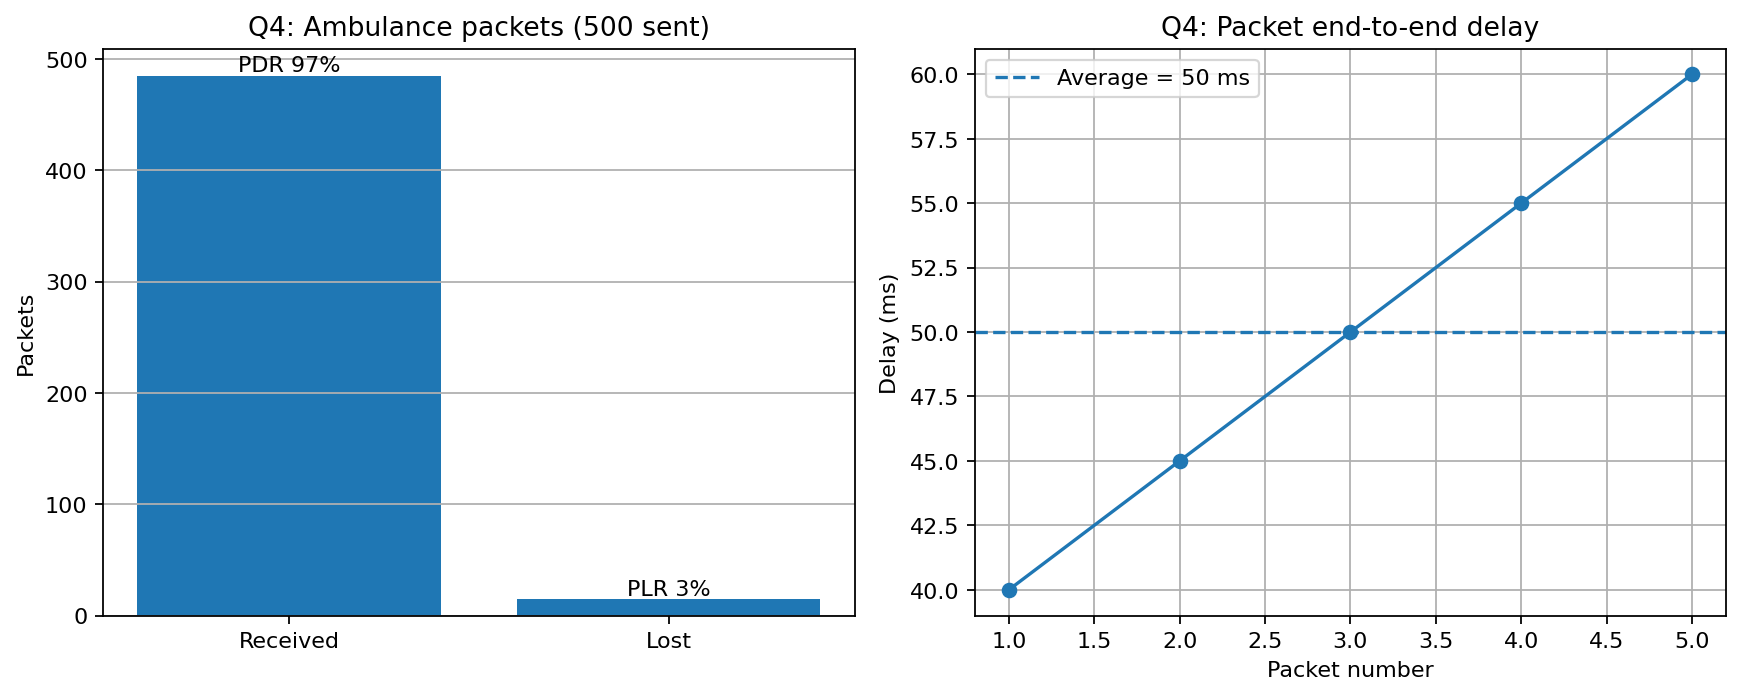 Q4: Ambulance packets (500 sent)
500
400
300
200
100
0
Packets
PDR 97%
PLR 3%
Received
Lost
Q4: Packet end-to-end delay
Average = 50 ms
60.0
57.5
55.0
52.5
50.0
47.5
45.0
42.5
40.0
Delay (ms)
1.0 1.5 2.0 2.5 3.0 3.5 4.0 4.5 5.0
Packet number